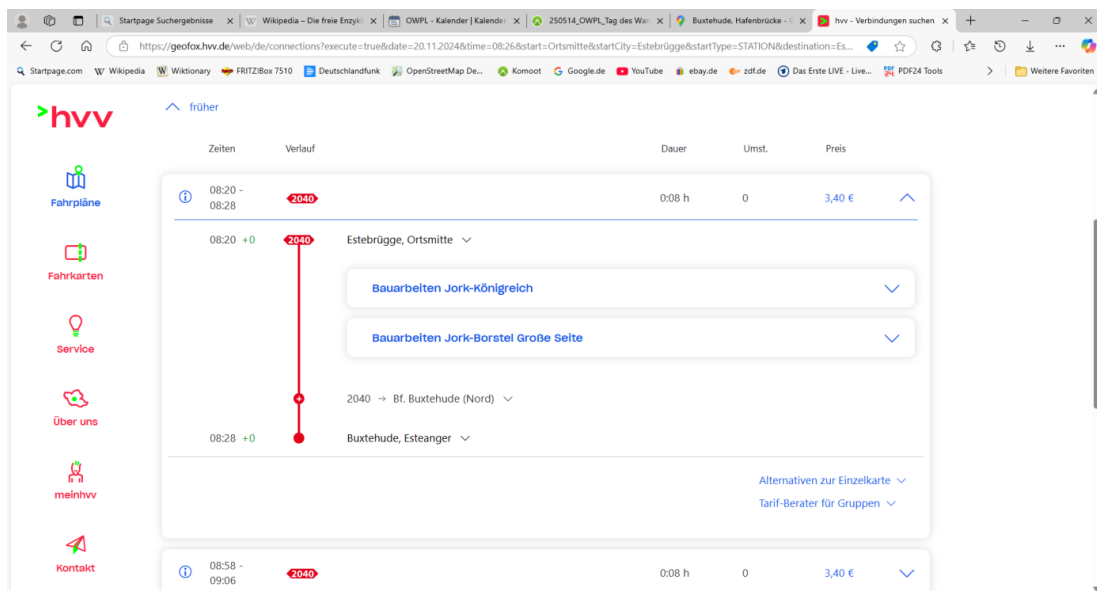 Startpage Suchergebnisse
Wikipedia – Die freie Enzykl
OWPL - Kalender | Kalender
250514_OWPL_Tag des War
Buxtehude, Hafenbrücke - G
hvv - Verbindungen suchen
https://geofox.hvv.de/web/de/connections?execute=true&date=20.11.2024&time=08:26&start=Ortsmitte&startCity=Estebrügge&startType=STATION&destination=Es...
Startpage.com
Wikipedia
Wiktionary
FRITZ!Box 7510
Deutschlandfunk
OpenStreetMap De...
Komoot
Google.de
YouTube
ebay.de
zdf.de
Das Erste LIVE - Live...
PDF24 Tools
Weitere Favoriten
hvv
früher
Zeiten Verlauf Dauer Umst. Preis
08:20 - 08:28 2040 0:08 h 0 3,40 €
Fahrpläne
08:20 +0 2040 Estebrügge, Ortsmitte
Fahrkarten
Bauarbeiten Jork-Königreich
Bauarbeiten Jork-Borstel Große Seite
Service
2040 → Bf. Buxtehude (Nord)
Über uns
08:28 +0 Buxtehude, Esteanger
Alternativen zur Einzelkarte
meinhvv
Tarif-Berater für Gruppen
Kontakt
08:58 - 09:06 2040 0:08 h 0 3,40 €